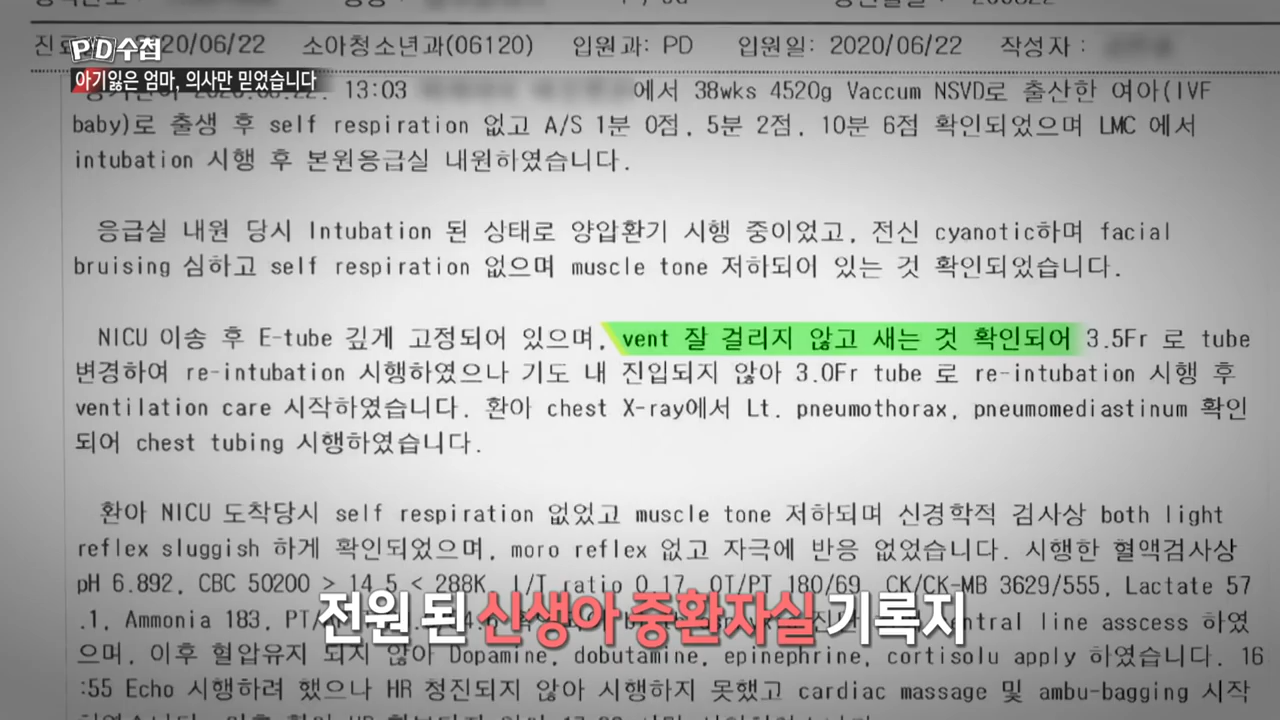 PD수첩
아기잃은 엄마, 의사만 믿었습니다
2020/06/22 소아청소년과(06120) 입원과: PD 입원일: 2020/06/22 작성자 :
13:03 에서 38wks 4520g Vaccum NSVD로 출산한 여아(IVF
baby)로 출생 후 self respiration 없고 A/S 1분 0점, 5분 2점, 10분 6점 확인되었으며 LMC 에서
intubation 시행 후 본원응급실 내원하였습니다.
응급실 내원 당시 Intubation 된 상태로 양압환기 시행 중이었고, 전신 cyanotic하며 facial
bruising 심하고 self respiration 없으며 muscle tone 저하되어 있는 것 확인되었습니다.
NICU 이송 후 E-tube 깊게 고정되어 있으며, vent 잘 걸리지 않고 새는 것 확인되어 3.5Fr 로 tube
변경하여 re-intubation 시행하였으나 기도 내 진입되지 않아 3.0Fr tube 로 re-intubation 시행 후
ventilation care 시작하였습니다. 환아 chest X-ray에서 Lt. pneumothorax, pneumomediastinum 확인
되어 chest tubing 시행하였습니다.
환아 NICU 도착당시 self respiration 없었고 muscle tone 저하되며 신경학적 검사상 both light
reflex sluggish 하게 확인되었으며, moro reflex 없고 자극에 반응 없었습니다. 시행한 혈액검사상
pH 6.892, CBC 50200 > 14.5 < 288K, I/T ratio 0.17, OT/PT 180/69, CK/CK-MB 3629/555, Lactate 57
.1, Ammonia 183, line asscess 하였
으며, 이후 혈압유지 되지 않아 Dopamine, dobutamine, epinephrine, cortisolu apply 하였습니다. 16
:55 Echo 시행하려 했으나 HR 청진되지 않아 시행하지 못했고 cardiac massage 및 ambu-bagging 시작
전원 된 신생아 중환자실 기록지